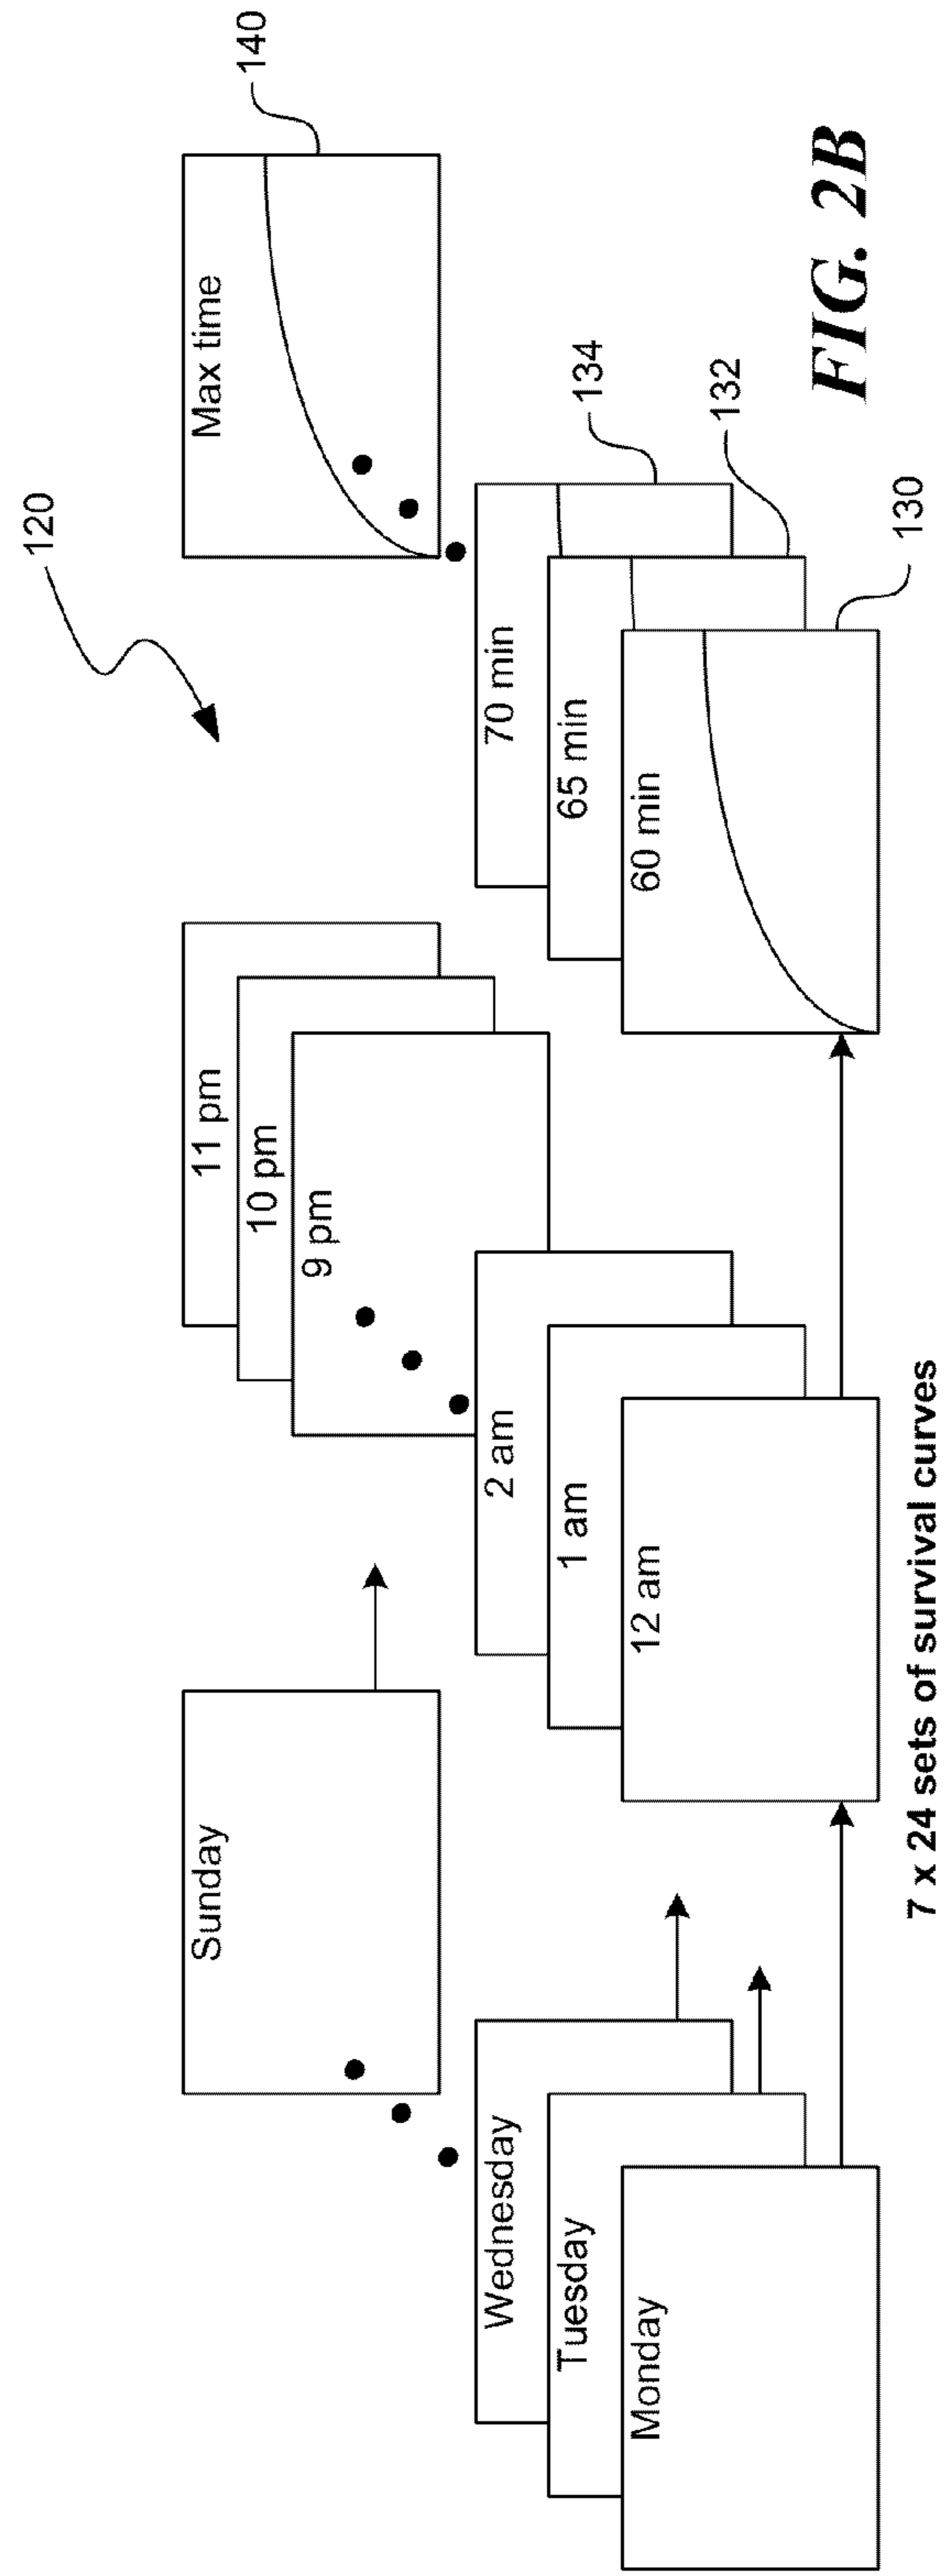 120
Sunday
11 pm
10 pm
9 pm
Max time
140
Wednesday
Tuesday
Monday
2 am
1 am
12 am
70 min
65 min
60 min
134
132
130
7 x 24 sets of survival curves
FIG. 2B